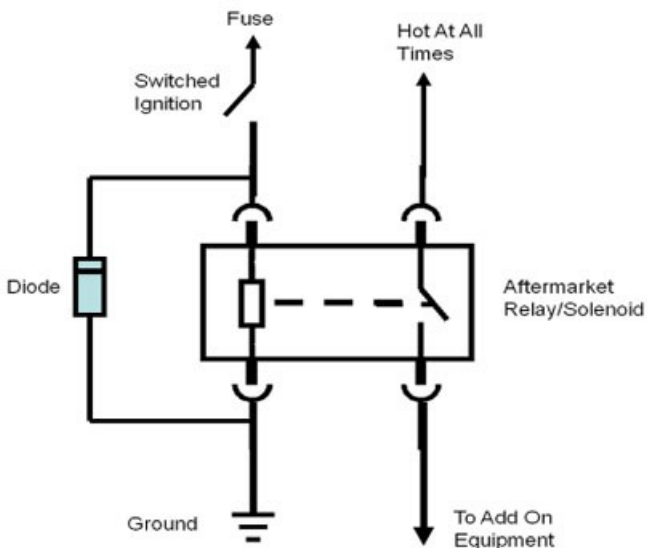 Fuse
Hot At All
Times
Switched
Ignition
Diode
Aftermarket
Relay/Solenoid
Ground
To Add On
Equipment